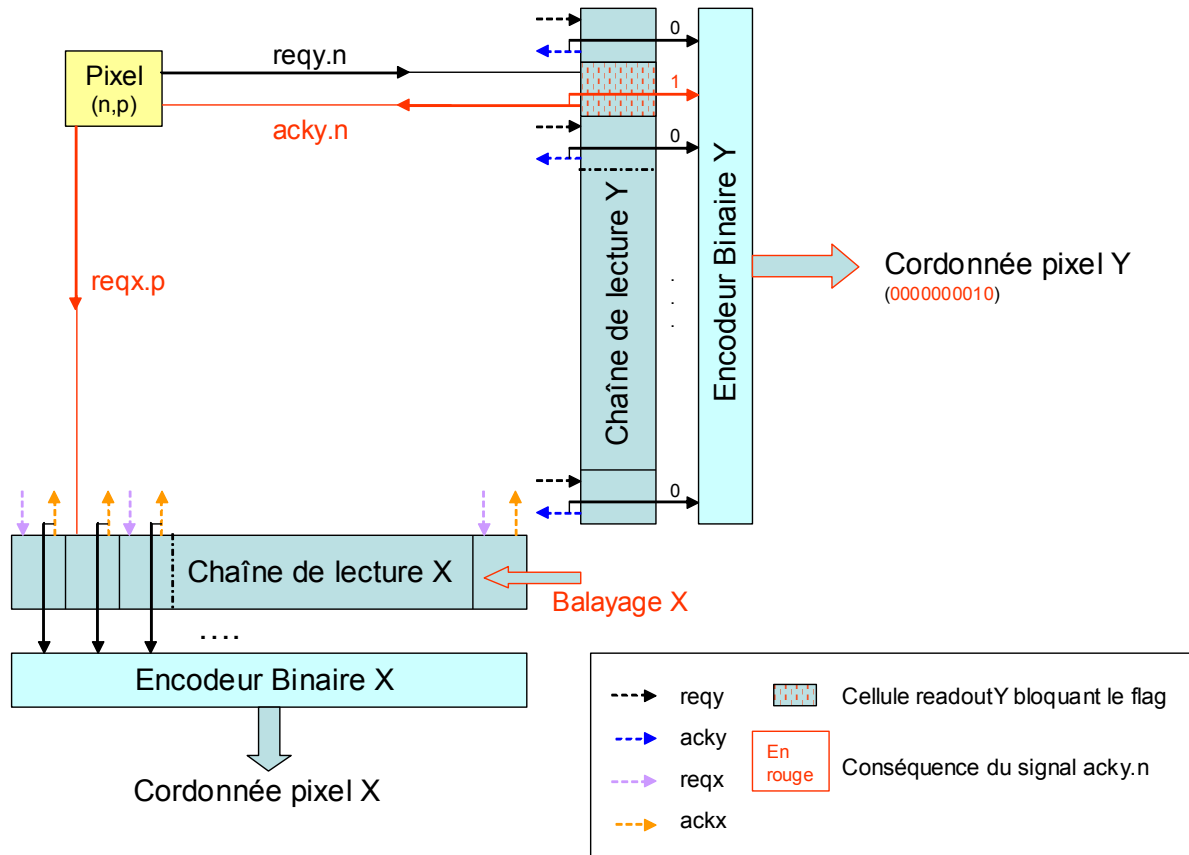 0
reqy.n
Pixel
(n,p)
1
acky.n
0
Chaîne de lecture Y
Encodeur Binaire Y
. . .
Cordonnée pixel Y
(0000000010)
reqx.p
0
Chaîne de lecture X
Balayage X
....
Encodeur Binaire X
Cordonnée pixel X
reqy
Cellule readoutY bloquant le flag
acky
En
rouge
Conséquence du signal acky.n
reqx
ackx